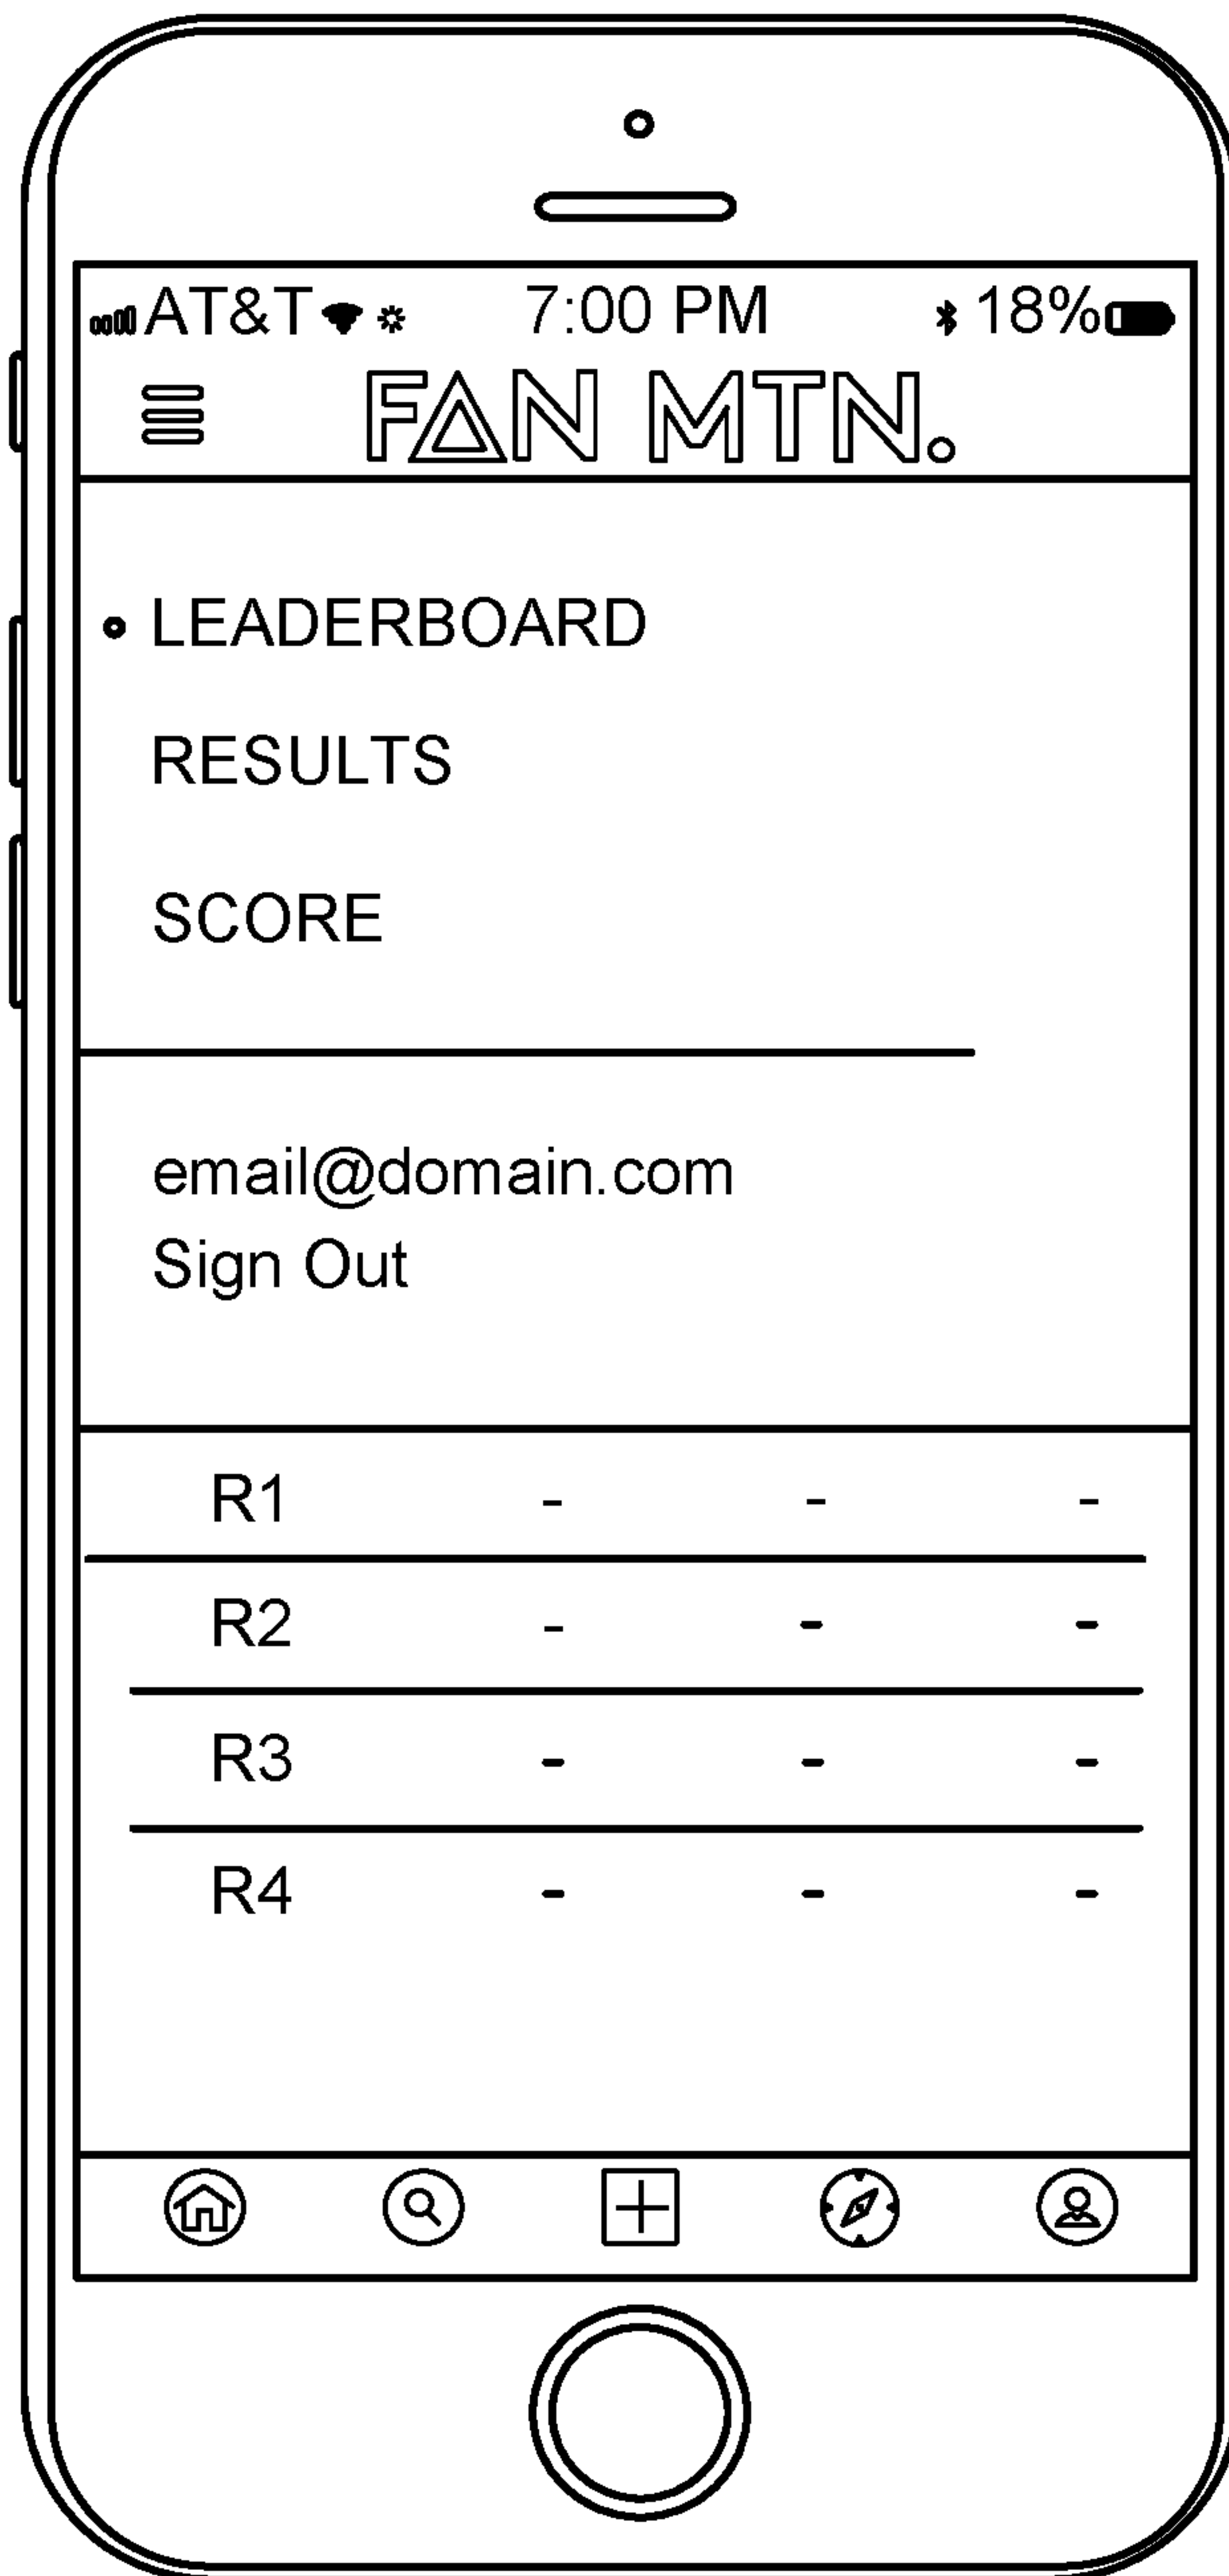 AT&T 7:00 PM 18%
FAN MTN.
LEADERBOARD
RESULTS
SCORE
email@domain.com
Sign Out
R1 - - -
R2 - - -
R3 - - -
R4 - - -